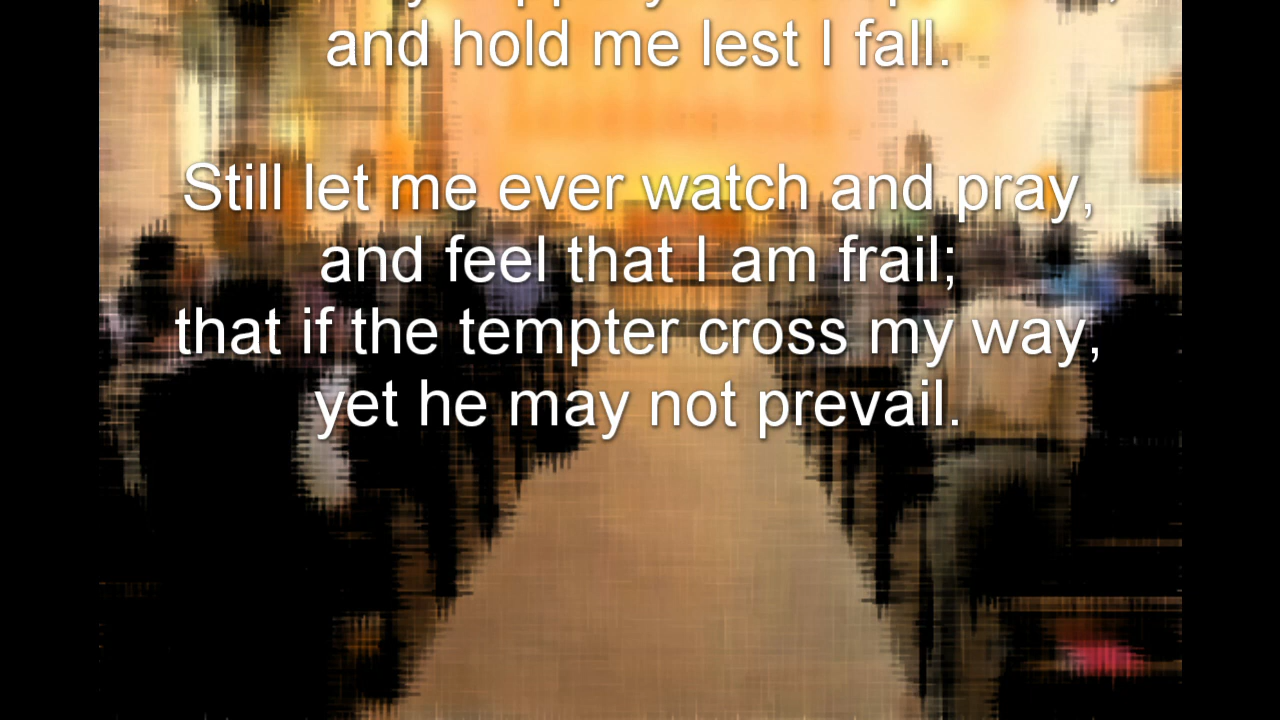 and hold me lest I fall.
Still let me ever watch and pray,
and feel that I am frail;
that if the tempter cross my way,
yet he may not prevail.